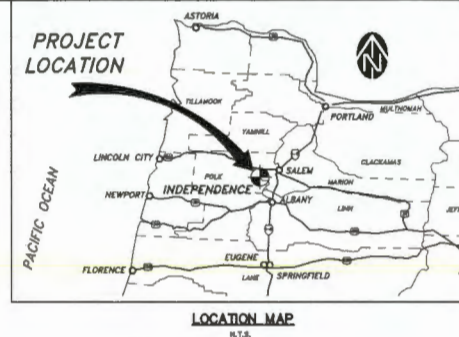 ASTORIA
PROJECT
LOCATION
N
TILLAMOOK
PORTLAND
MULTNOMAH
YAMHILL
LINCOLN CITY
CLACKAMAS
POLK
SALEM
MARION
INDEPENDENCE
NEWPORT
ALBANY
LINN
PACIFIC OCEAN
EUGENE
LANE
SPRINGFIELD
FLORENCE
LOCATION MAP
N.T.S.